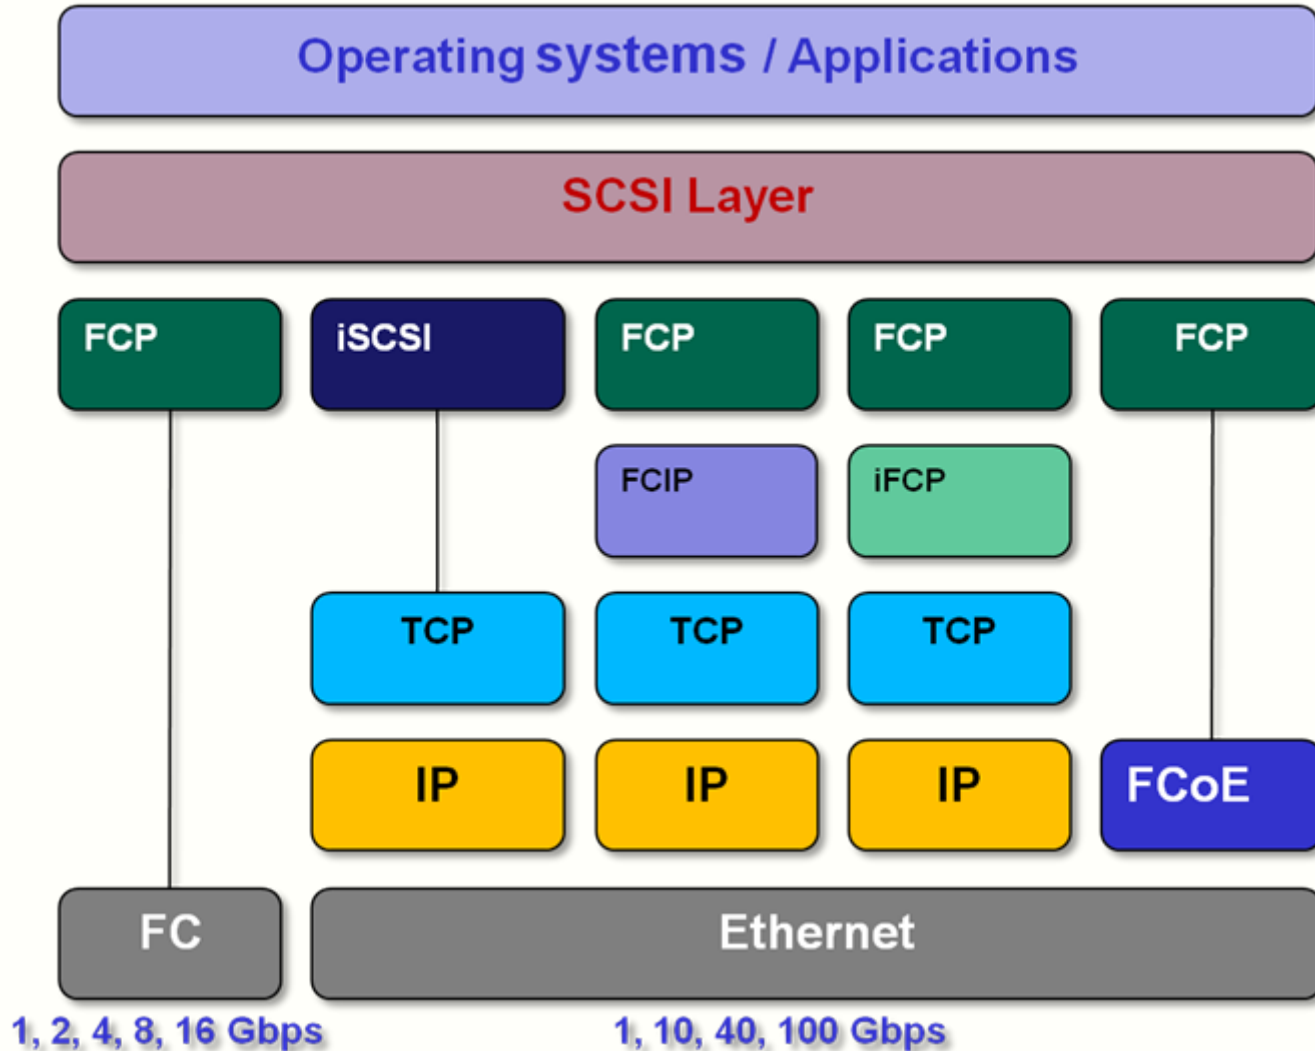 Operating systems / Applications
SCSI Layer
FCP iSCSI FCP FCP FCP
FCIP iFCP
TCP TCP TCP
IP IP IP FCoE
FC Ethernet
1, 2, 4, 8, 16 Gbps 1, 10, 40, 100 Gbps